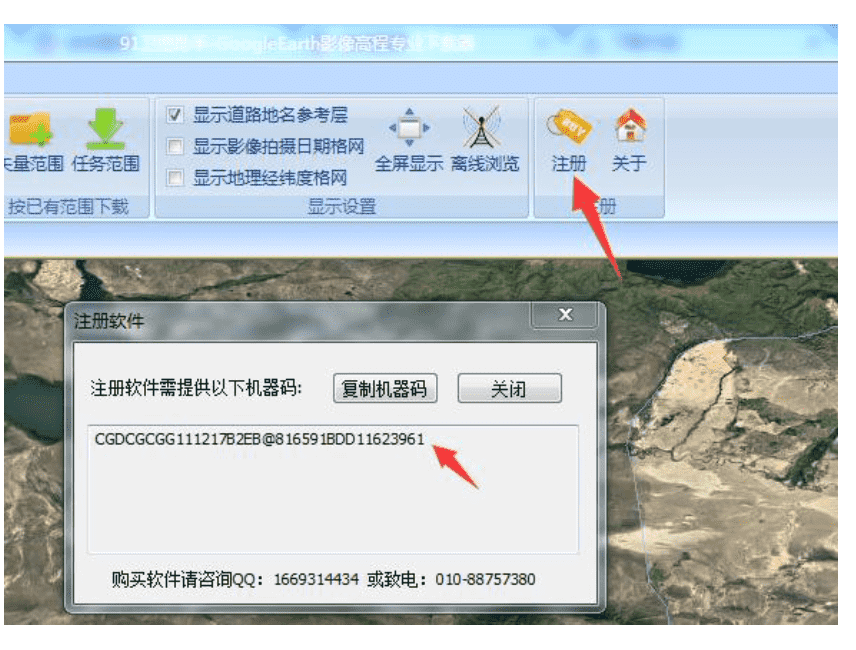 GoogleEarth影像高程专业下载器
显示道路地名参考层
显示影像拍摄日期格网
显示地理经纬度格网
量范围 任务范围
全屏显示 离线浏览
注册 关于
按已有范围下载
显示设置
册
注册软件
注册软件需提供以下机器码:
复制机器码
关闭
CGDCGCGG111217B2EB@816591BDD11623961
购买软件请咨询QQ：1669314434 或致电：010-88757380